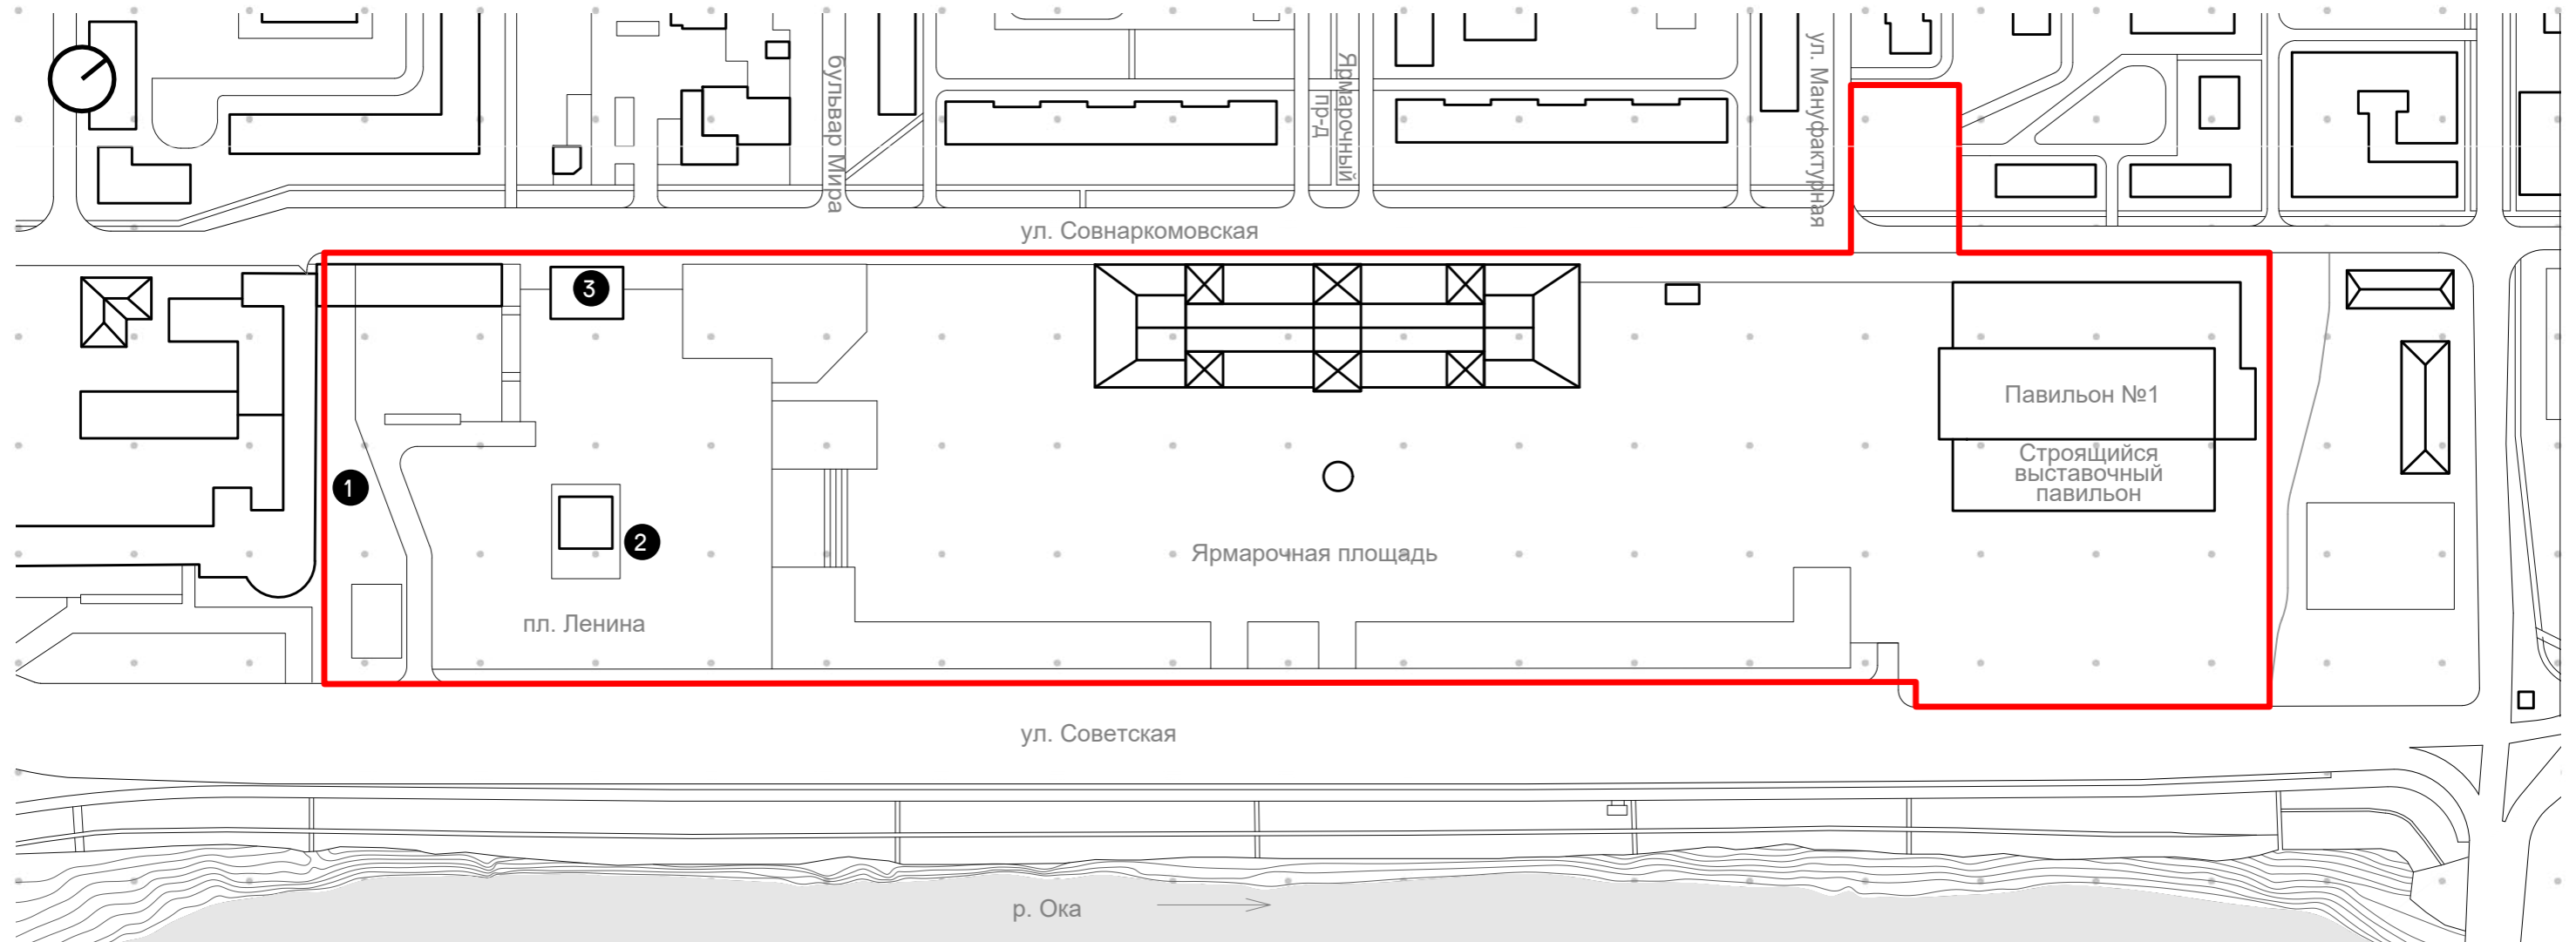 бульвар Мира
Ярмарочный
пр-д
ул. Мануфактурная
ул. Совнаркомовская
3
Павильон №1
Строящийся
выставочный
павильон
1
2
Ярмарочная площадь
пл. Ленина
ул. Советская
р. Ока